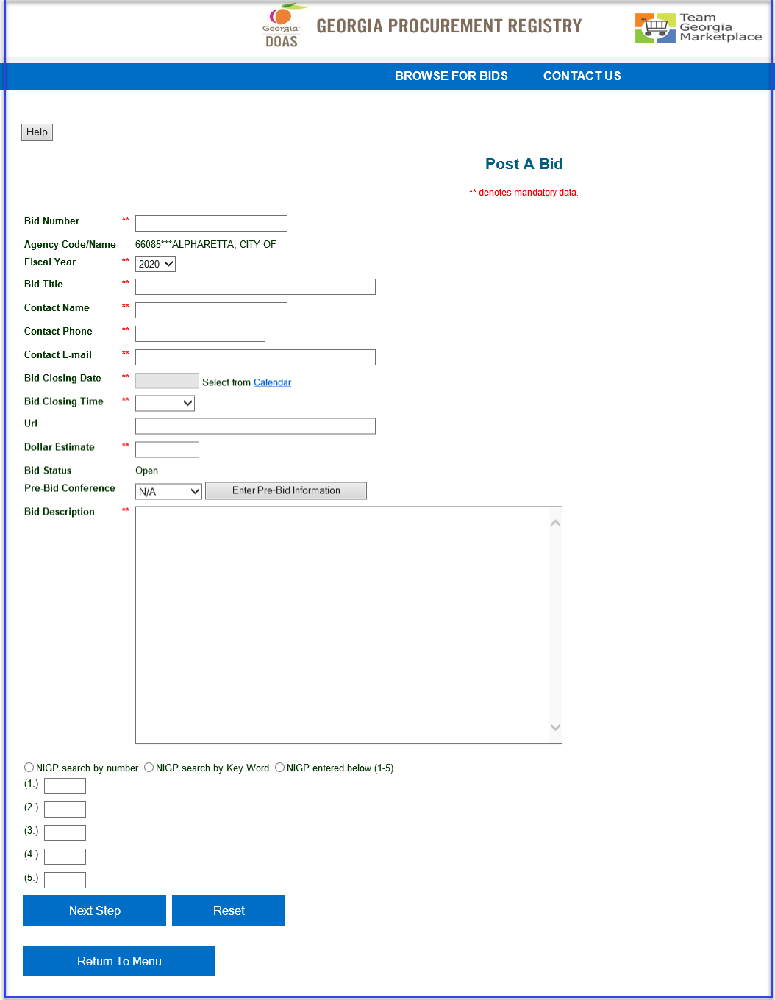 Georgia
DOAS
GEORGIA PROCUREMENT REGISTRY
Team
Georgia
Marketplace
BROWSE FOR BIDS CONTACT US
Help
Post A Bid
** denotes mandatory data.
Bid Number **
Agency Code/Name 66085***ALPHARETTA, CITY OF
Fiscal Year ** 2020
Bid Title **
Contact Name **
Contact Phone **
Contact E-mail **
Bid Closing Date ** Select from Calendar
Bid Closing Time **
Url
Dollar Estimate **
Bid Status Open
Pre-Bid Conference N/A Enter Pre-Bid Information
Bid Description **
NIGP search by number NIGP search by Key Word NIGP entered below (1-5)
(1.)
(2.)
(3.)
(4.)
(5.)
Next Step Reset
Return To Menu